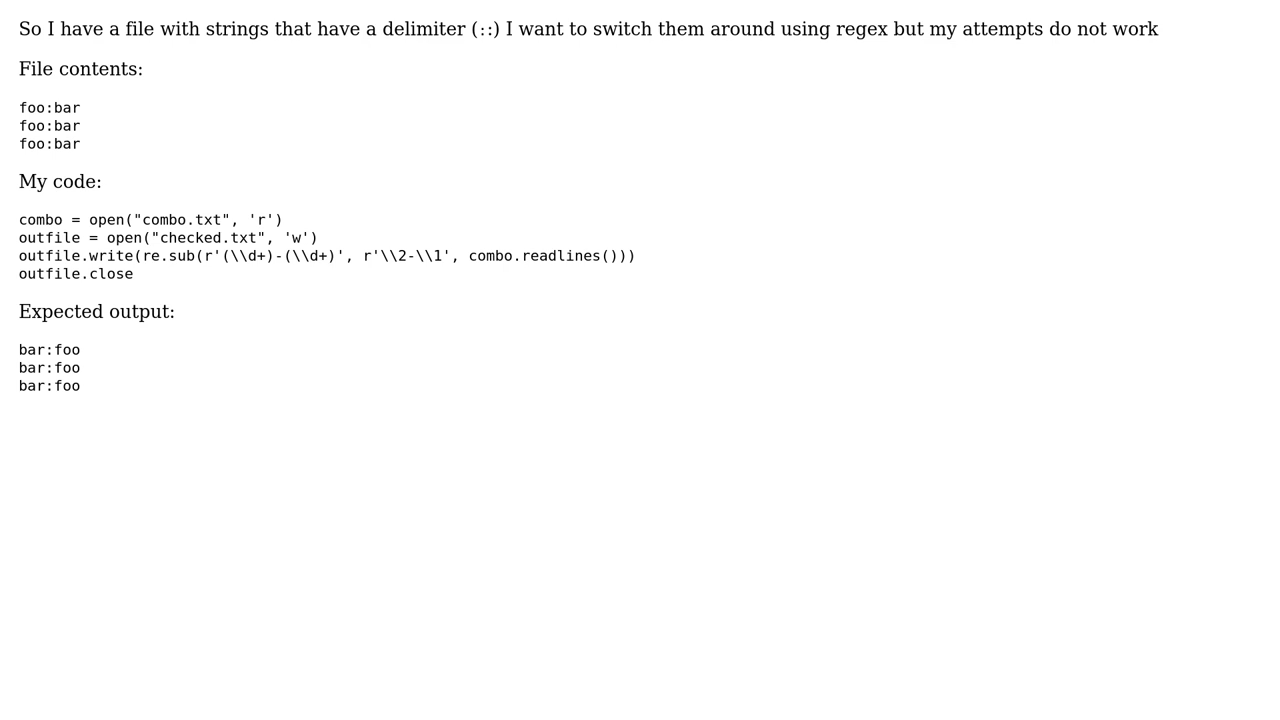 So I have a file with strings that have a delimiter (::) I want to switch them around using regex but my attempts do not work
File contents:
foo:bar
foo:bar
foo:bar
My code:
combo = open("combo.txt", 'r')
outfile = open("checked.txt", 'w')
outfile.write(re.sub(r'(\\d+)-(\\d+)', r'\\2-\\1', combo.readlines()))
outfile.close
Expected output:
bar:foo
bar:foo
bar:foo